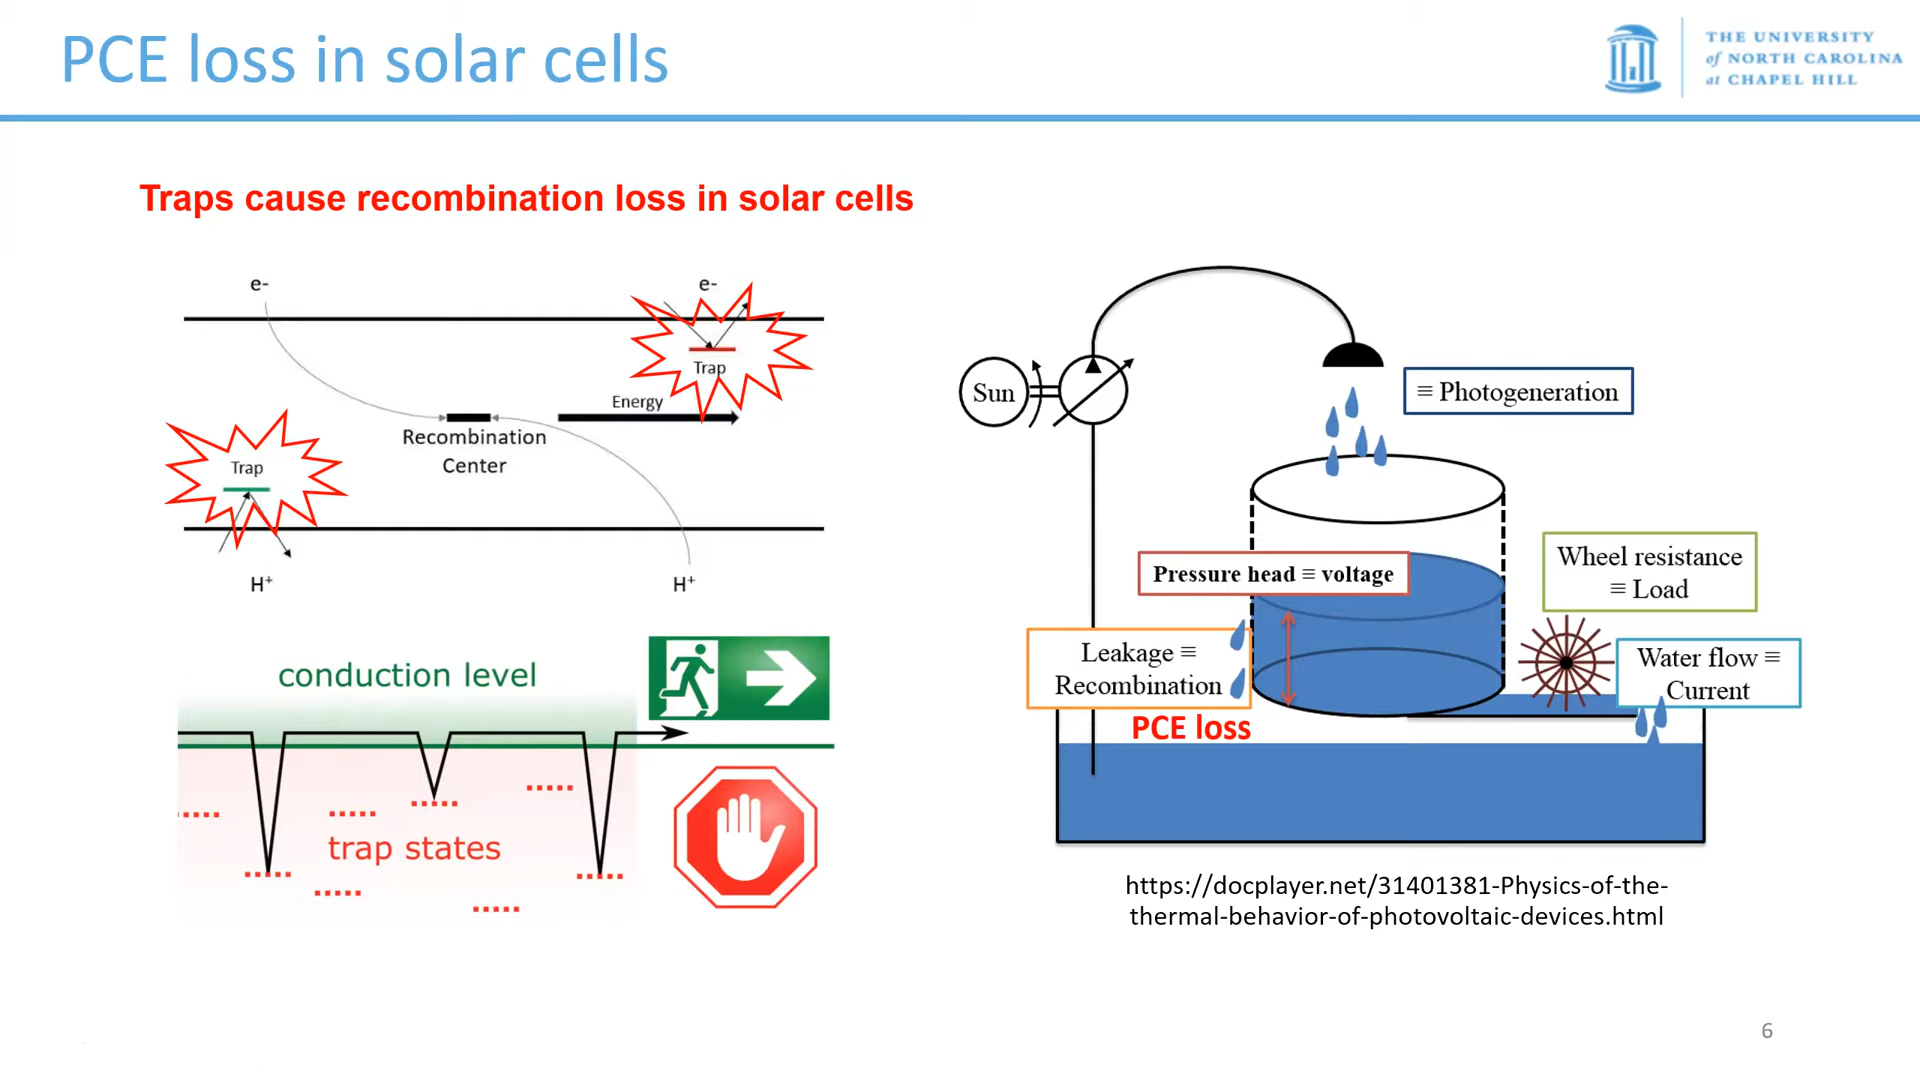 PCE loss in solar cells
THE UNIVERSITY
of NORTH CAROLINA
at CHAPEL HILL
Traps cause recombination loss in solar cells
e-
e-
Trap
Energy
Recombination
Center
Trap
H⁺
H⁺
conduction level
trap states
Sun
≡ Photogeneration
Pressure head ≡ voltage
Wheel resistance
≡ Load
Leakage ≡
Recombination
Water flow ≡
Current
PCE loss
https://docplayer.net/31401381-Physics-of-the-
thermal-behavior-of-photovoltaic-devices.html
6